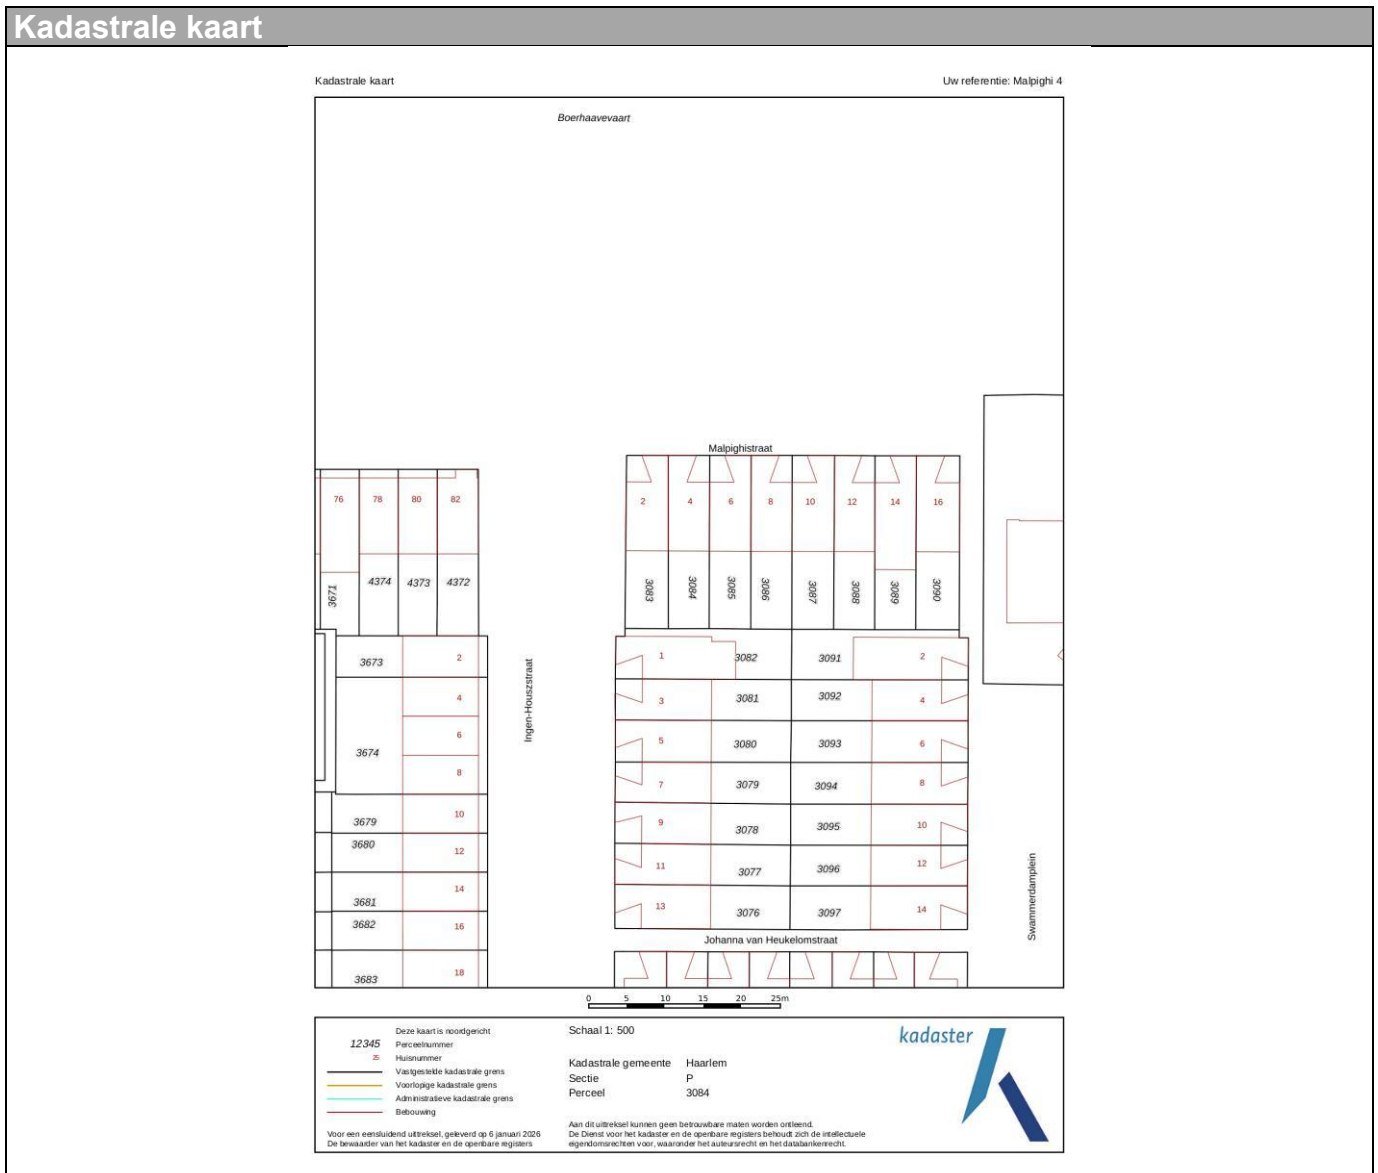 Kadastrale kaart
Kadastrale kaart
Uw referentie: Malpighi 4
Boerhaavevaart
Malpighistraat
76 78 80 82
2 4 6 8 10 12 14 16
3671 4374 4373 4372
3083 3084 3085 3086 3087 3088 3089 3090
3673 2
4
6
3674
8
3679 10
3680 12
3681 14
3682 16
3683 18
Ingen-Houszstraat
1 3082 3091 2
3 3081 3092 4
5 3080 3093 6
7 3079 3094 8
9 3078 3095 10
11 3077 3096 12
13 3076 3097 14
Swammerdamplein
Johanna van Heukelomstraat
0 5 10 15 20 25m
Deze kaart is noordgericht
12345 Perceelnummer
25 Huisnummer
Vastgestelde kadastrale grens
Voorlopige kadastrale grens
Administratieve kadastrale grens
Bebouwing
Voor een eensluidend uittreksel, geleverd op 6 januari 2026
De bewaarder van het kadaster en de openbare registers
Schaal 1: 500
Kadastrale gemeente Haarlem
Sectie P
Perceel 3084
Aan dit uittreksel kunnen geen betrouwbare maten worden ontleend.
De Dienst voor het kadaster en de openbare registers behoudt zich de intellectuele
eigendomsrechten voor, waaronder het auteursrecht en het databankenrecht.
kadaster